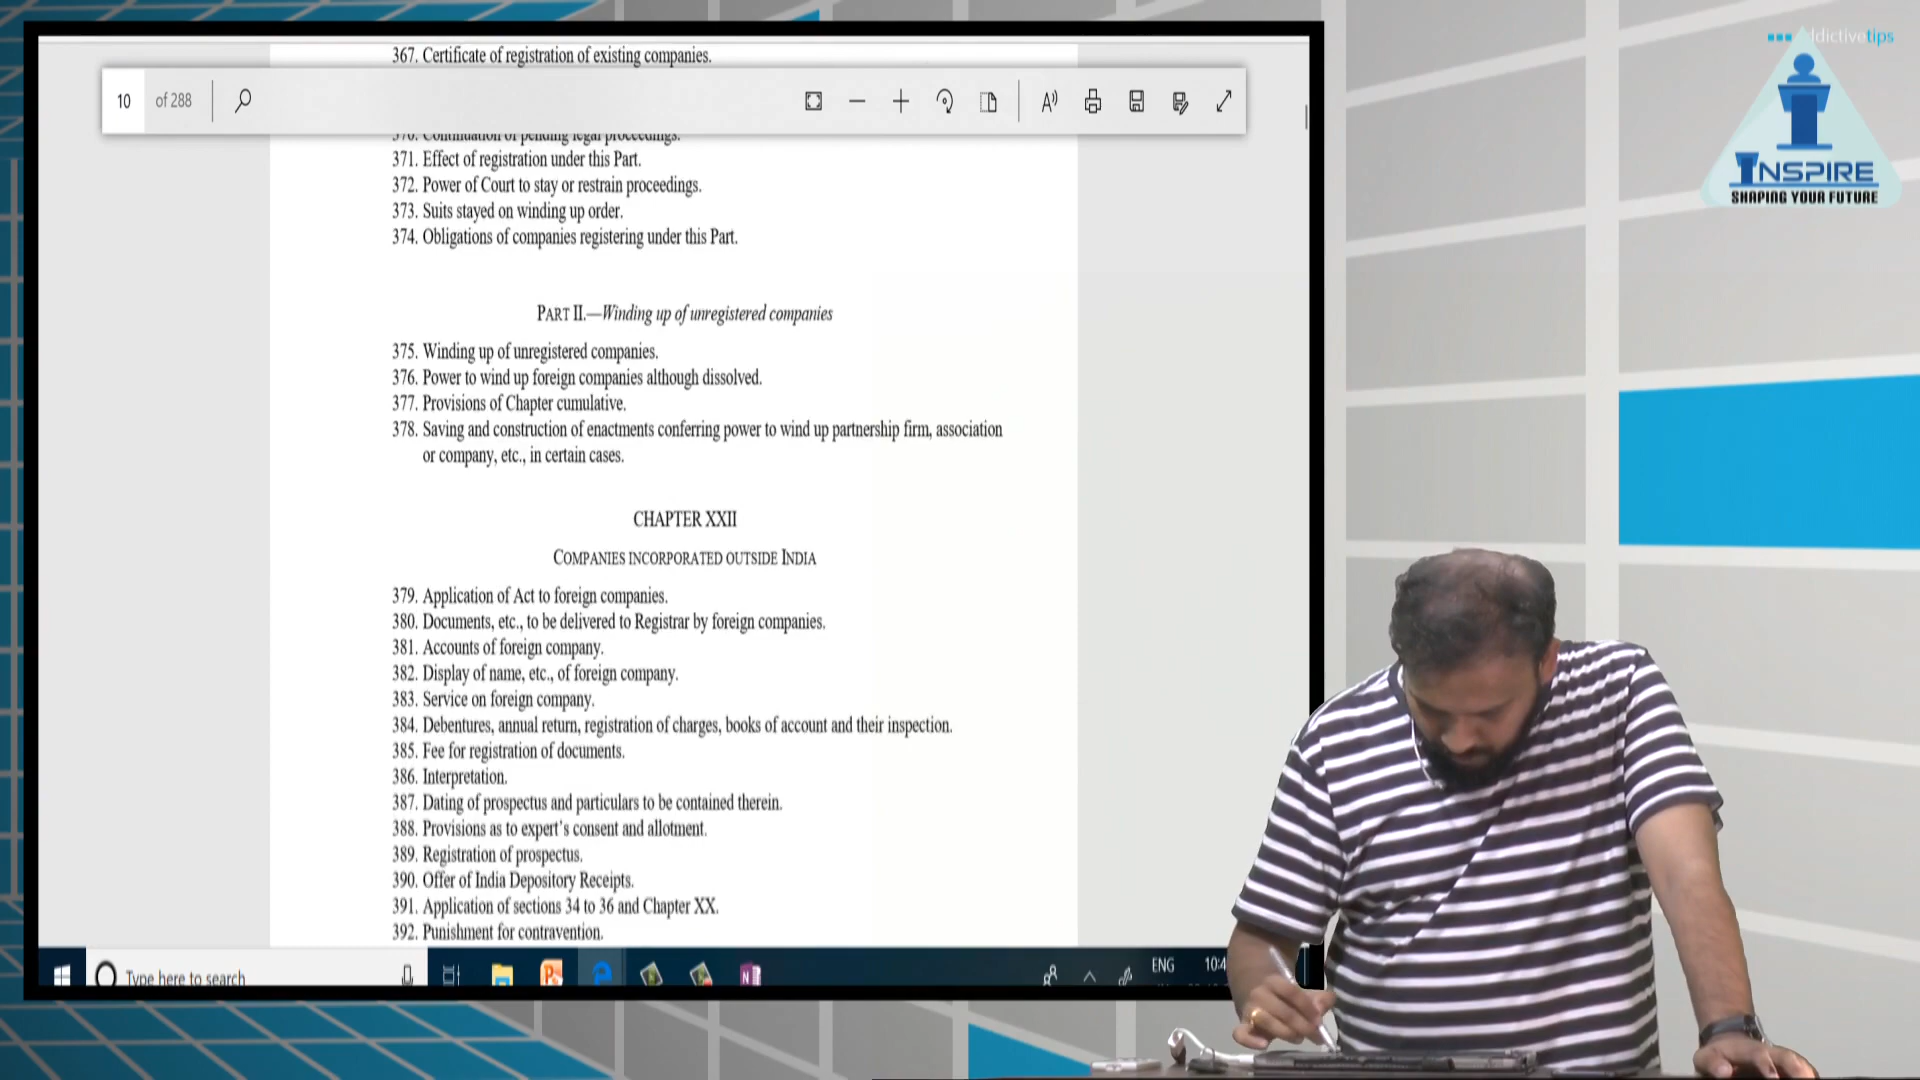 367. Certificate of registration of existing companies.
10 of 288
370. Continuation of pending legal proceedings.
371. Effect of registration under this Part.
372. Power of Court to stay or restrain proceedings.
373. Suits stayed on winding up order.
374. Obligations of companies registering under this Part.
PART II.—Winding up of unregistered companies
375. Winding up of unregistered companies.
376. Power to wind up foreign companies although dissolved.
377. Provisions of Chapter cumulative.
378. Saving and construction of enactments conferring power to wind up partnership firm, association
or company, etc., in certain cases.
CHAPTER XXII
COMPANIES INCORPORATED OUTSIDE INDIA
379. Application of Act to foreign companies.
380. Documents, etc., to be delivered to Registrar by foreign companies.
381. Accounts of foreign company.
382. Display of name, etc., of foreign company.
383. Service on foreign company.
384. Debentures, annual return, registration of charges, books of account and their inspection.
385. Fee for registration of documents.
386. Interpretation.
387. Dating of prospectus and particulars to be contained therein.
388. Provisions as to expert's consent and allotment.
389. Registration of prospectus.
390. Offer of India Depository Receipts.
391. Application of sections 34 to 36 and Chapter XX.
392. Punishment for contravention.
Type here to search
ENG
10:4
ddictivetips
INSPIRE
SHAPING YOUR FUTURE